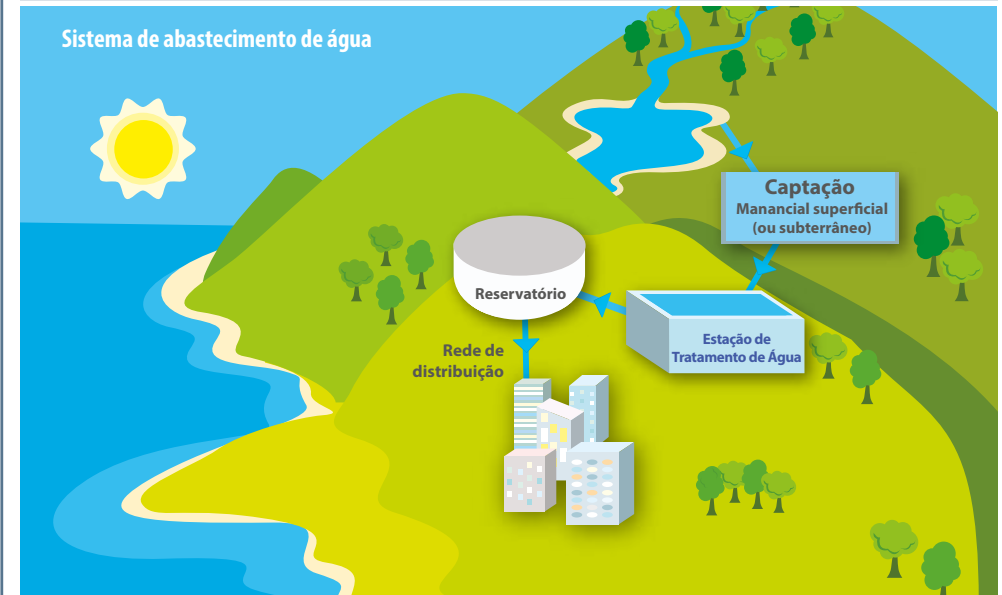 Sistema de abastecimento de água
Captação
Manancial superficial
(ou subterrâneo)
Reservatório
Estação de
Tratamento de Água
Rede de
distribuição